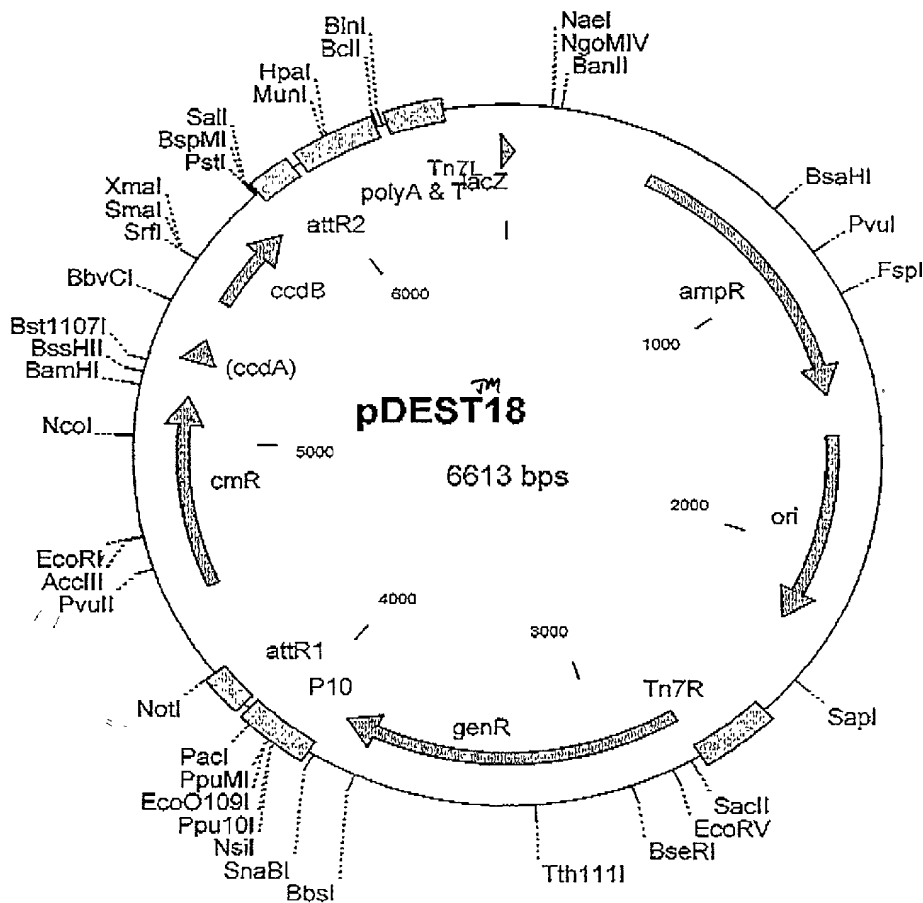 BlnI
BclI
HpaI
MunI
SalI
BspMI
PstI
XmaI
SmaI
SrfI
BbvCI
Bst1107I
BssHII
BamHI
NcoI
EcoRI
AccIII
PvuII
NotI
PacI
PpuMI
EcoO109I
Ppu10I
NsiI
SnaBI
BbsI
Tth111I
BseRI
EcoRV
SacII
SapI
FspI
PvuI
BsaHI
BanII
NgoMIV
NaeI
Tn7L
lacZ
polyA & T
attR2
ccdB
(ccdA)
cmR
attR1
P10
genR
Tn7R
ori
ampR
6000
1000
5000
2000
4000
3000
pDEST18
TM
6613 bps